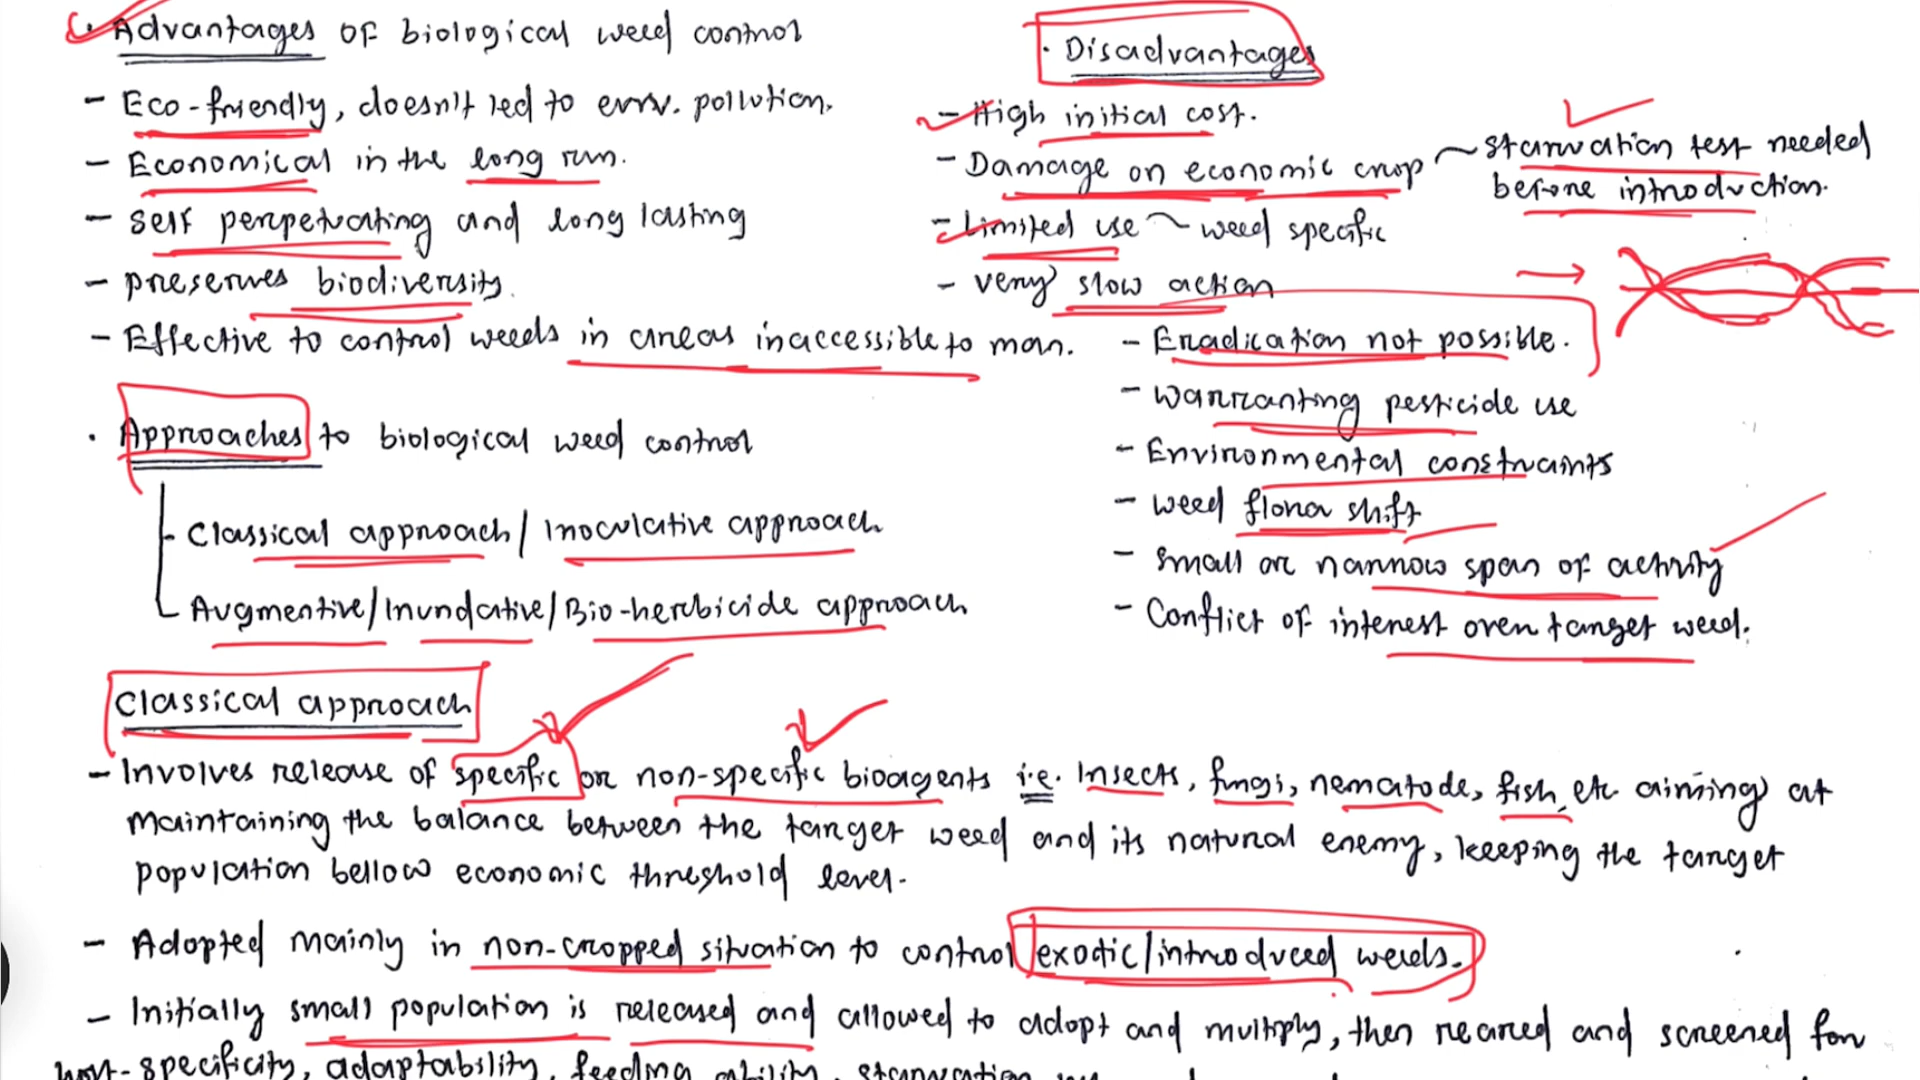 · Advantages of biological weed control
- Eco-friendly, doesn't led to env. pollution.
- Economical in the long run.
- self perpetuating and long lasting
- preserves biodiversity.
- Effective to control weeds in areas inaccessible to man.
· Disadvantages
- High initial cost.
- Damage on economic crop ~ starvation test needed
before introduction.
- Limited use ~ weed specific
- very slow action
- Eradication not possible.
- warranting pesticide use
- Environmental constraints
- weed flora shift
- small or narrow span of activity
- Conflict of interest over target weed.
· Approaches to biological weed control
Classical approach / Inoculative approach
Augmentive/Inundative/Bio-herbicide approach
Classical approach
- Involves release of specific or non-specific bioagents i.e. Insects, fungi, nematode, fish, etc aiming at
maintaining the balance between the target weed and its natural enemy, keeping the target
population bellow economic threshold level.
- Adopted mainly in non-cropped situation to control exotic/introduced weeds.
- Initially small population is released and allowed to adopt and multiply, then reared and screened for
host-specificity, adaptability, feeding ability, starvation